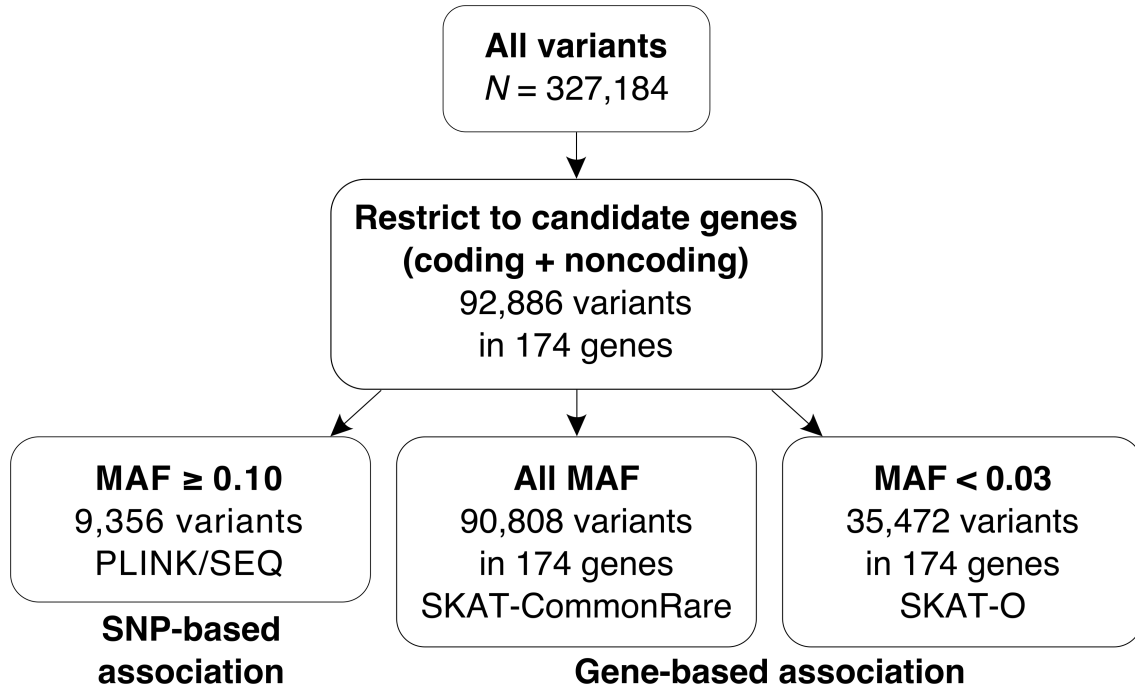 All variants
N = 327,184
Restrict to candidate genes
(coding + noncoding)
92,886 variants
in 174 genes
MAF ≥ 0.10
9,356 variants
PLINK/SEQ
SNP-based
association
All MAF
90,808 variants
in 174 genes
SKAT-CommonRare
MAF < 0.03
35,472 variants
in 174 genes
SKAT-O
Gene-based association